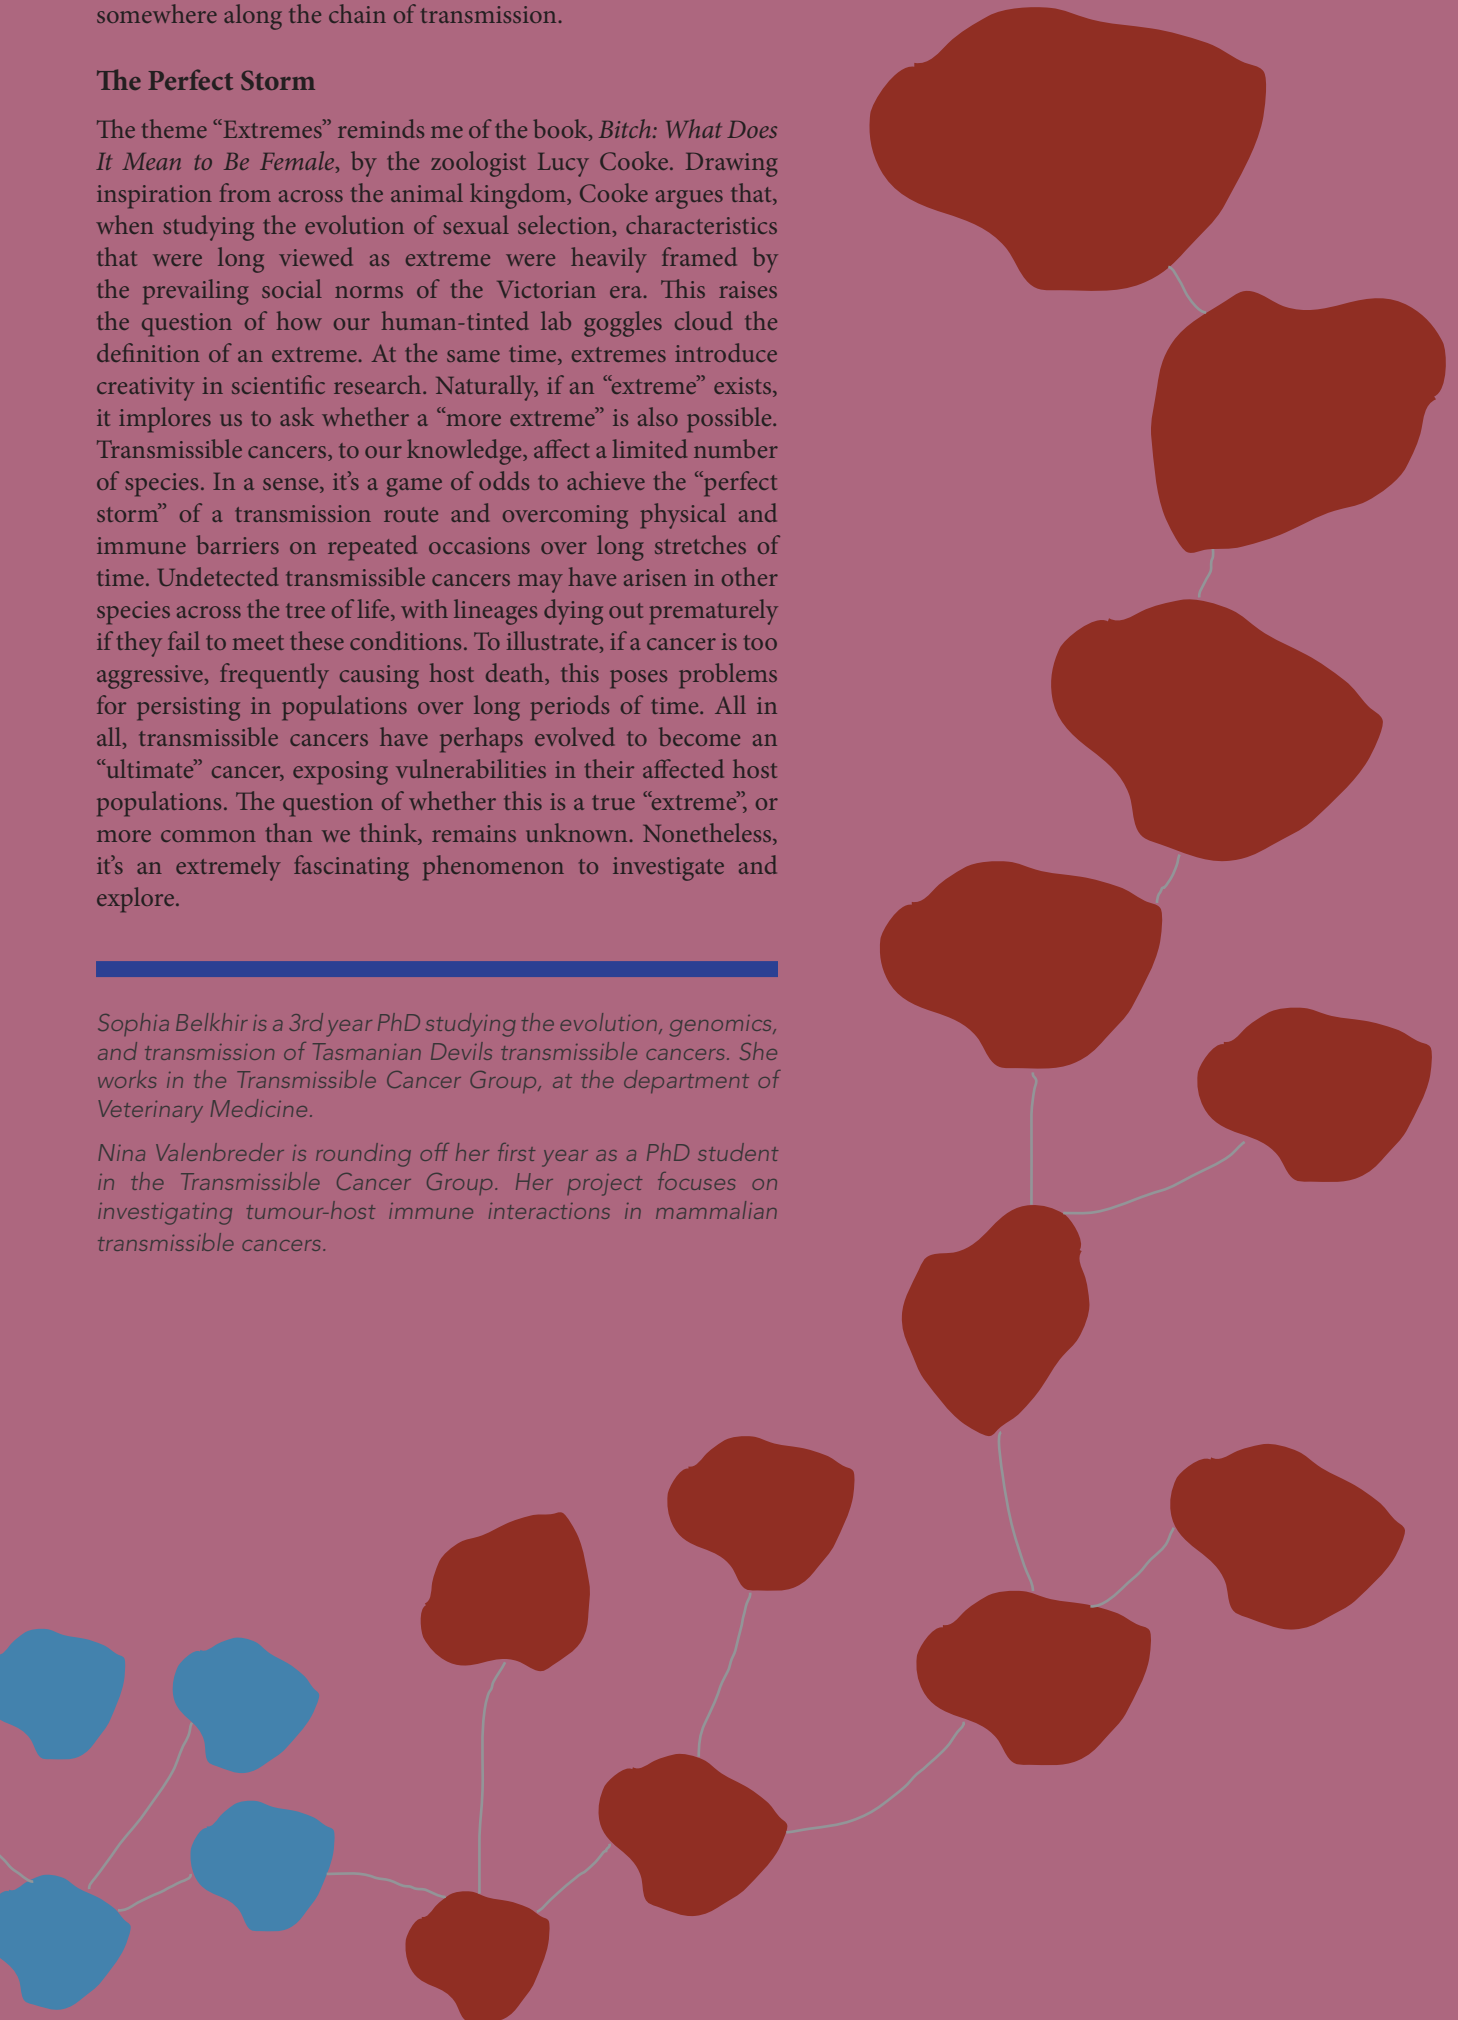 somewhere along the chain of transmission.
The Perfect Storm
The theme “Extremes” reminds me of the book, Bitch: What Does
It Mean to Be Female, by the zoologist Lucy Cooke. Drawing
inspiration from across the animal kingdom, Cooke argues that,
when studying the evolution of sexual selection, characteristics
that were long viewed as extreme were heavily framed by
the prevailing social norms of the Victorian era. This raises
the question of how our human-tinted lab goggles cloud the
definition of an extreme. At the same time, extremes introduce
creativity in scientific research. Naturally, if an “extreme” exists,
it implores us to ask whether a “more extreme” is also possible.
Transmissible cancers, to our knowledge, affect a limited number
of species. In a sense, it’s a game of odds to achieve the “perfect
storm” of a transmission route and overcoming physical and
immune barriers on repeated occasions over long stretches of
time. Undetected transmissible cancers may have arisen in other
species across the tree of life, with lineages dying out prematurely
if they fail to meet these conditions. To illustrate, if a cancer is too
aggressive, frequently causing host death, this poses problems
for persisting in populations over long periods of time. All in
all, transmissible cancers have perhaps evolved to become an
“ultimate” cancer, exposing vulnerabilities in their affected host
populations. The question of whether this is a true “extreme”, or
more common than we think, remains unknown. Nonetheless,
it’s an extremely fascinating phenomenon to investigate and
explore.
Sophia Belkhir is a 3rd year PhD studying the evolution, genomics,
and transmission of Tasmanian Devils transmissible cancers. She
works in the Transmissible Cancer Group, at the department of
Veterinary Medicine.
Nina Valenbreder is rounding off her first year as a PhD student
in the Transmissible Cancer Group. Her project focuses on
investigating tumour-host immune interactions in mammalian
transmissible cancers.